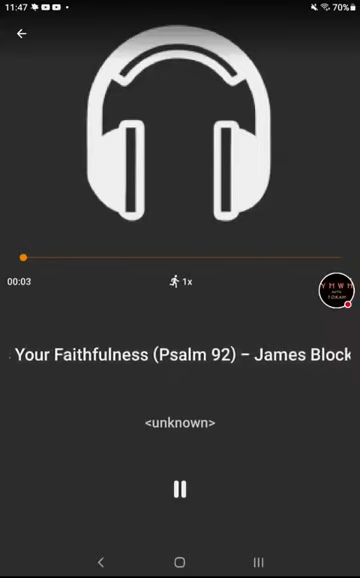 11:47
70%
00:03
1x
Y M W M
Your Faithfulness (Psalm 92) – James Block
<unknown>